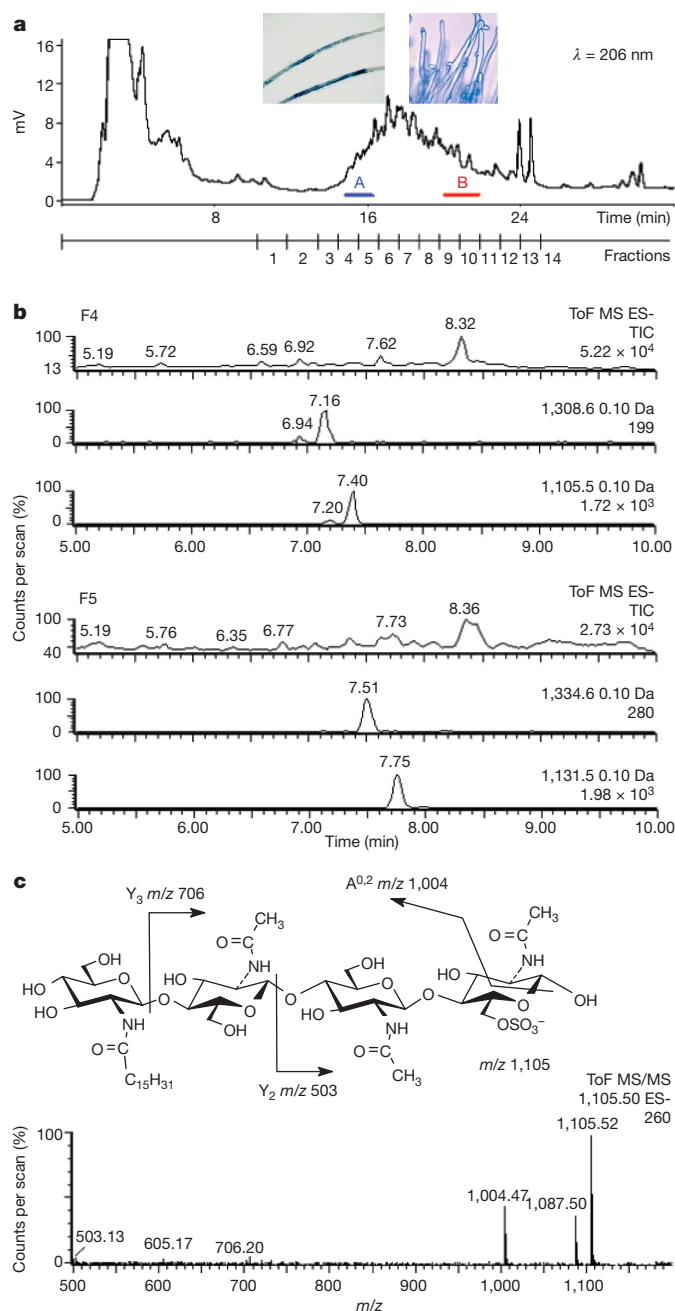 a
16
12
8
4
0
mV
λ = 206 nm
A
B
8
16
24
Time (min)
1 2 3 4 5 6 7 8 9 10 11 12 13 14
Fractions
b
Counts per scan (%)
F4
ToF MS ES-
TIC
5.22 × 10⁴
100
13
5.19 5.72 6.59 6.92 7.62 8.32
1,308.6 0.10 Da
199
100
0
6.94 7.16
1,105.5 0.10 Da
1.72 × 10³
100
0
7.20 7.40
5.00 6.00 7.00 8.00 9.00 10.00
F5
ToF MS ES-
TIC
2.73 × 10⁴
100
40
5.19 5.76 6.35 6.77 7.73 8.36
1,334.6 0.10 Da
280
100
0
7.51
1,131.5 0.10 Da
1.98 × 10³
100
0
7.75
5.00 6.00 7.00 8.00 9.00 10.00
Time (min)
c
Y₃ m/z 706
A⁰,² m/z 1,004
CH₃
O=C
NH
OH
HO
HO
O
NH
O=C
C₁₅H₃₁
HO
O
OH
O
OH
O
HO
NH
O=C
CH₃
O
HO
O
OH
⁶OSO₃⁻
CH₃
O=C
NH
Y₂ m/z 503
m/z 1,105
ToF MS/MS
1,105.50 ES-
260
Counts per scan (%)
100
0
503.13
605.17
706.20
1,004.47
1,087.50
1,105.52
500 600 700 800 900 1,000 1,100
m/z